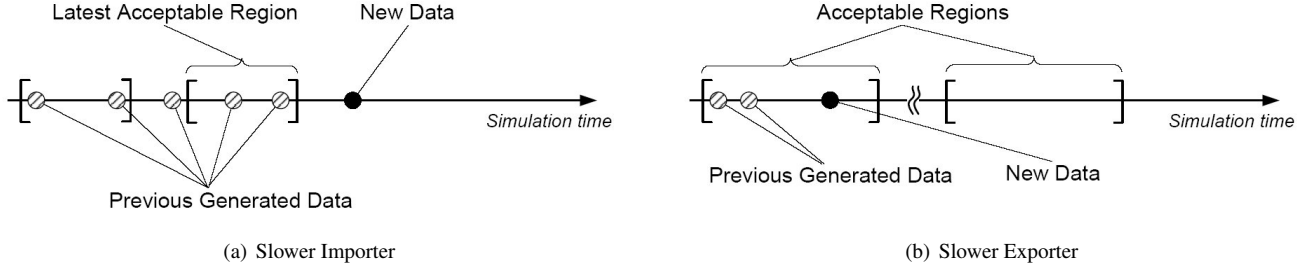 Latest Acceptable Region
New Data
Simulation time
Previous Generated Data
(a) Slower Importer
Acceptable Regions
Simulation time
Previous Generated Data
New Data
(b) Slower Exporter